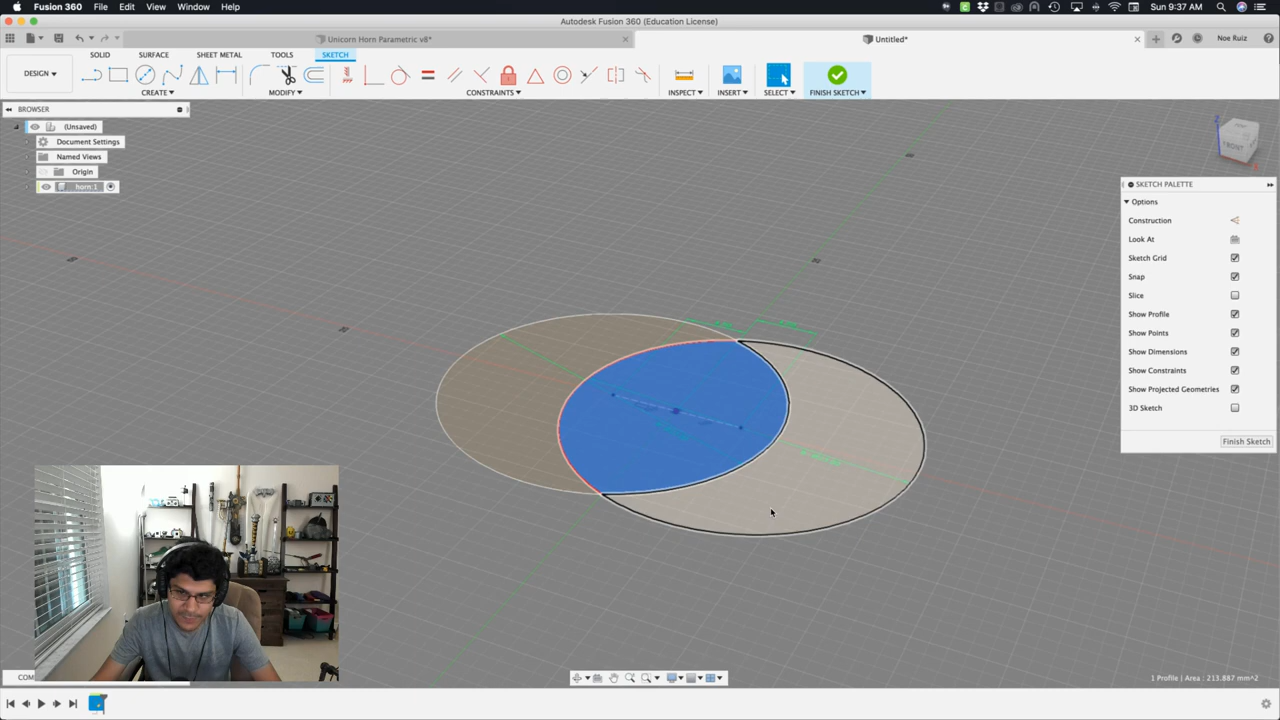 Fusion 360 File Edit View Window Help Sun 9:37 AM
Autodesk Fusion 360 (Education License)
Unicorn Horn Parametric v8* Untitled* Noe Ruiz
SOLID SURFACE SHEET METAL TOOLS SKETCH
DESIGN
CREATE MODIFY CONSTRAINTS INSPECT INSERT SELECT FINISH SKETCH
BROWSER
(Unsaved)
Document Settings
Named Views
Origin
horn:1
FRONT
Z
SKETCH PALETTE
Options
Construction
Look At
Sketch Grid
Snap
Slice
Show Profile
Show Points
Show Dimensions
Show Constraints
Show Projected Geometries
3D Sketch
Finish Sketch
COM
1 Profile | Area : 213.887 mm^2